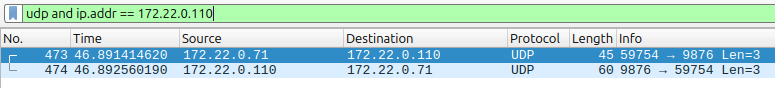 udp and ip.addr == 172.22.0.110
No. Time Source Destination Protocol Length Info
473 46.891414620 172.22.0.71 172.22.0.110 UDP 45 59754 → 9876 Len=3
474 46.892560190 172.22.0.110 172.22.0.71 UDP 60 9876 → 59754 Len=3